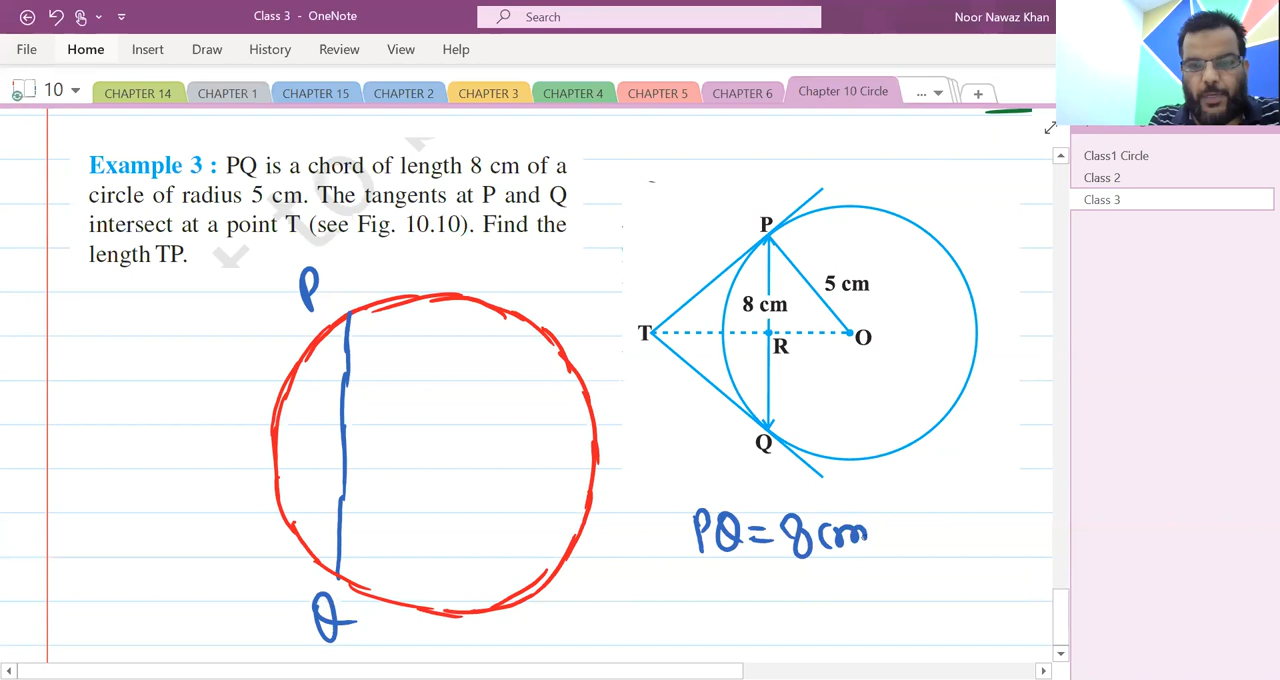 Class 3 - OneNote
Search
Noor Nawaz Khan
File Home Insert Draw History Review View Help
10 CHAPTER 14 CHAPTER 1 CHAPTER 15 CHAPTER 2 CHAPTER 3 CHAPTER 4 CHAPTER 5 CHAPTER 6 Chapter 10 Circle ... +
Class1 Circle
Class 2
Class 3
Example 3 : PQ is a chord of length 8 cm of a
circle of radius 5 cm. The tangents at P and Q
intersect at a point T (see Fig. 10.10). Find the
length TP.
P
Q
P
5 cm
8 cm
T
R
O
Q
PQ = 8 cm